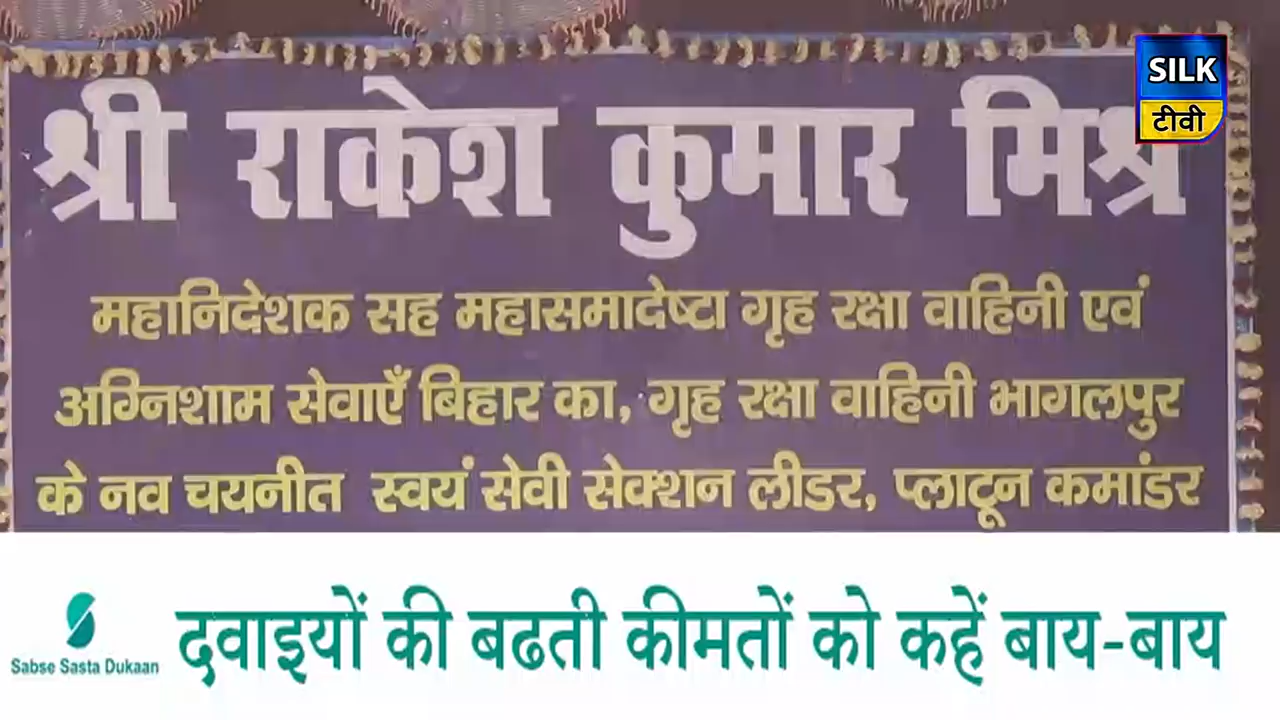 SILK
टीवी
श्री राकेश कुमार मिश्र
महानिदेशक सह महासमादेष्टा गृह रक्षा वाहिनी एवं
अग्निशाम सेवाएँ बिहार का, गृह रक्षा वाहिनी भागलपुर
के नव चयनीत स्वयं सेवी सेक्शन लीडर, प्लाटून कमांडर
Sabse Sasta Dukaan
दवाइयों की बढती कीमतों को कहें बाय-बाय